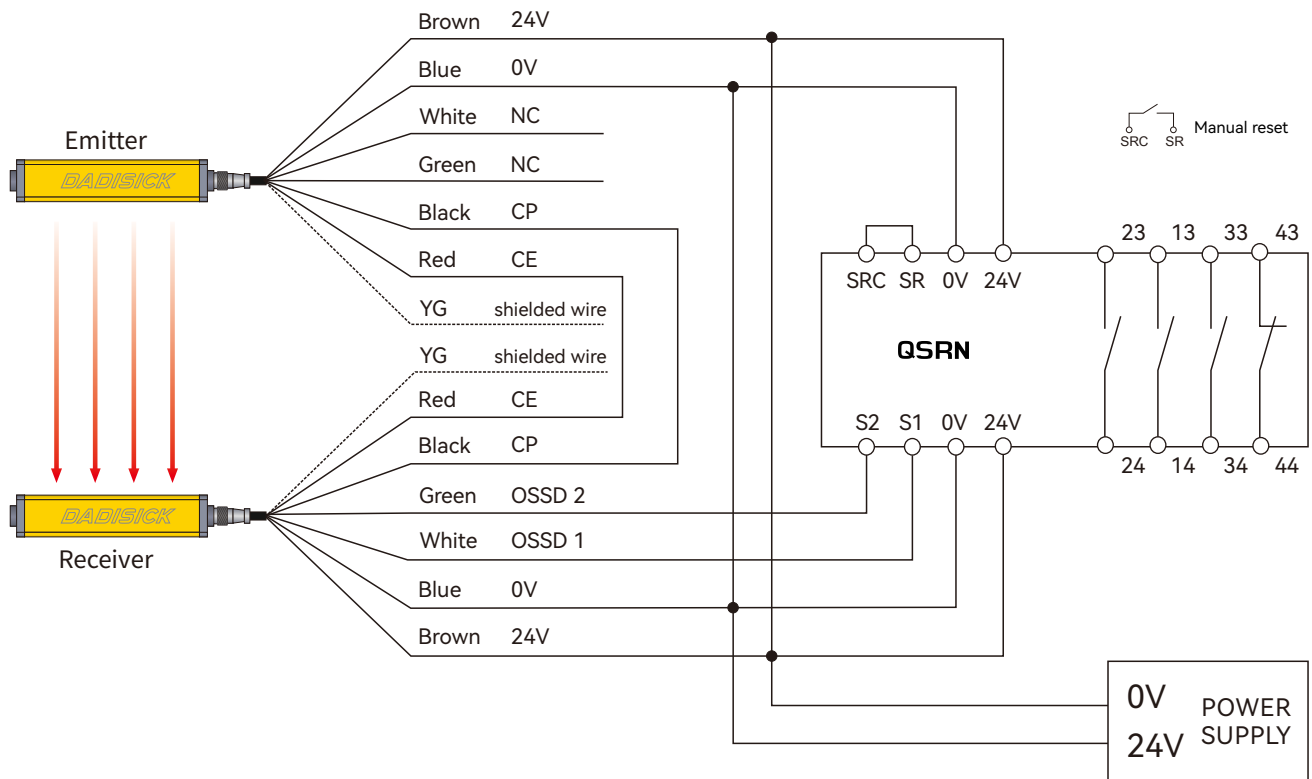 Brown 24V
Blue 0V
White NC
Green NC
Black CP
Red CE
YG shielded wire
YG shielded wire
Red CE
Black CP
Green OSSD 2
White OSSD 1
Blue 0V
Brown 24V
Emitter
DADISICK
DADISICK
Receiver
SRC SR Manual reset
23 13 33 43
SRC SR 0V 24V
QSRN
S2 S1 0V 24V
24 14 34 44
0V
24V
POWER
SUPPLY